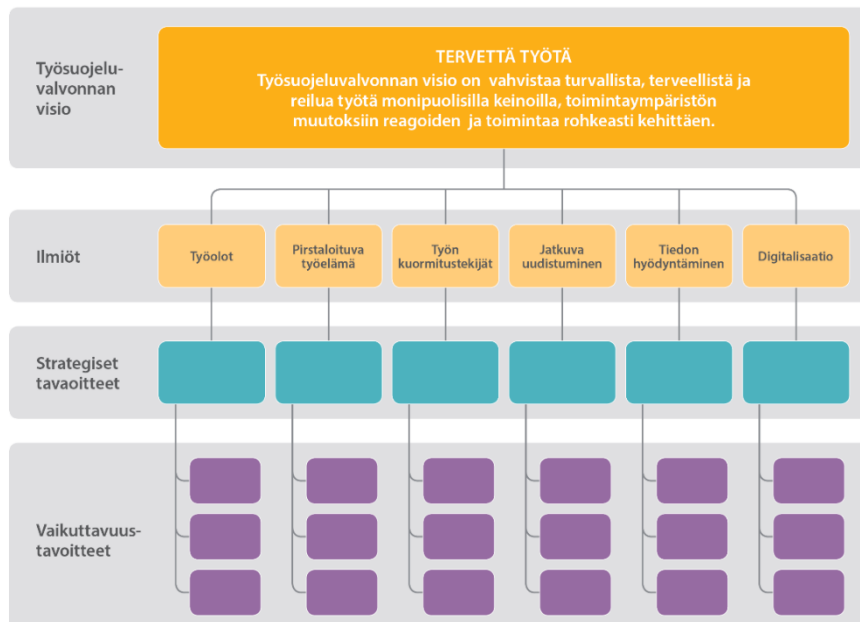 Työsuojelu-
valvonnan
visio
TERVETTÄ TYÖTÄ
Työsuojeluvalvonnan visio on vahvistaa turvallista, terveellistä ja
reilua työtä monipuolisilla keinoilla, toimintaympäristön
muutoksiin reagoiden ja toimintaa rohkeasti kehittäen.
Ilmiöt
Työolot
Pirstaloituva
työelämä
Työn
kuormitustekijät
Jatkuva
uudistuminen
Tiedon
hyödyntäminen
Digitalisaatio
Strategiset
tavaoitteet
Vaikuttavuus-
tavoitteet